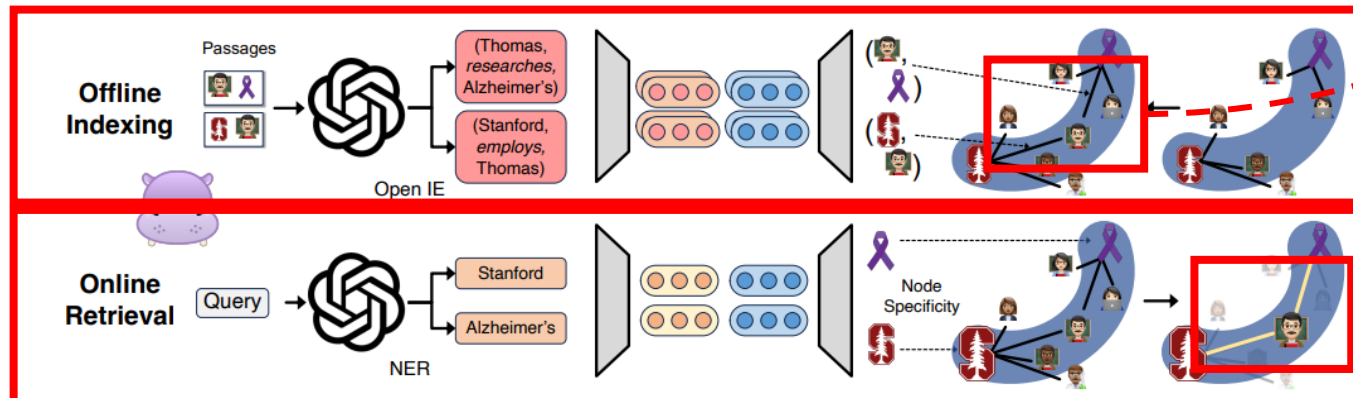 Passages
Offline
Indexing
(Thomas,
researches,
Alzheimer's)
(Stanford,
employs,
Thomas)
Open IE
( ,
)
( ,
)
S
S
S
Online
Retrieval
Query
Stanford
Alzheimer's
NER
Node
Specificity
S
S
S